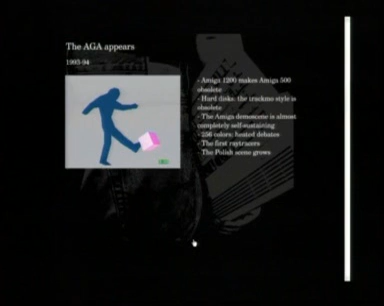 The AGA appears
1993-94
- Amiga 1200 makes Amiga 500
obsolete
- Hard disks: the trackmo style is
obsolete
- The Amiga demoscene is almost
completely self-sustaining
- 256 colors; heated debates
- The first raytracers
- The Polish scene grows